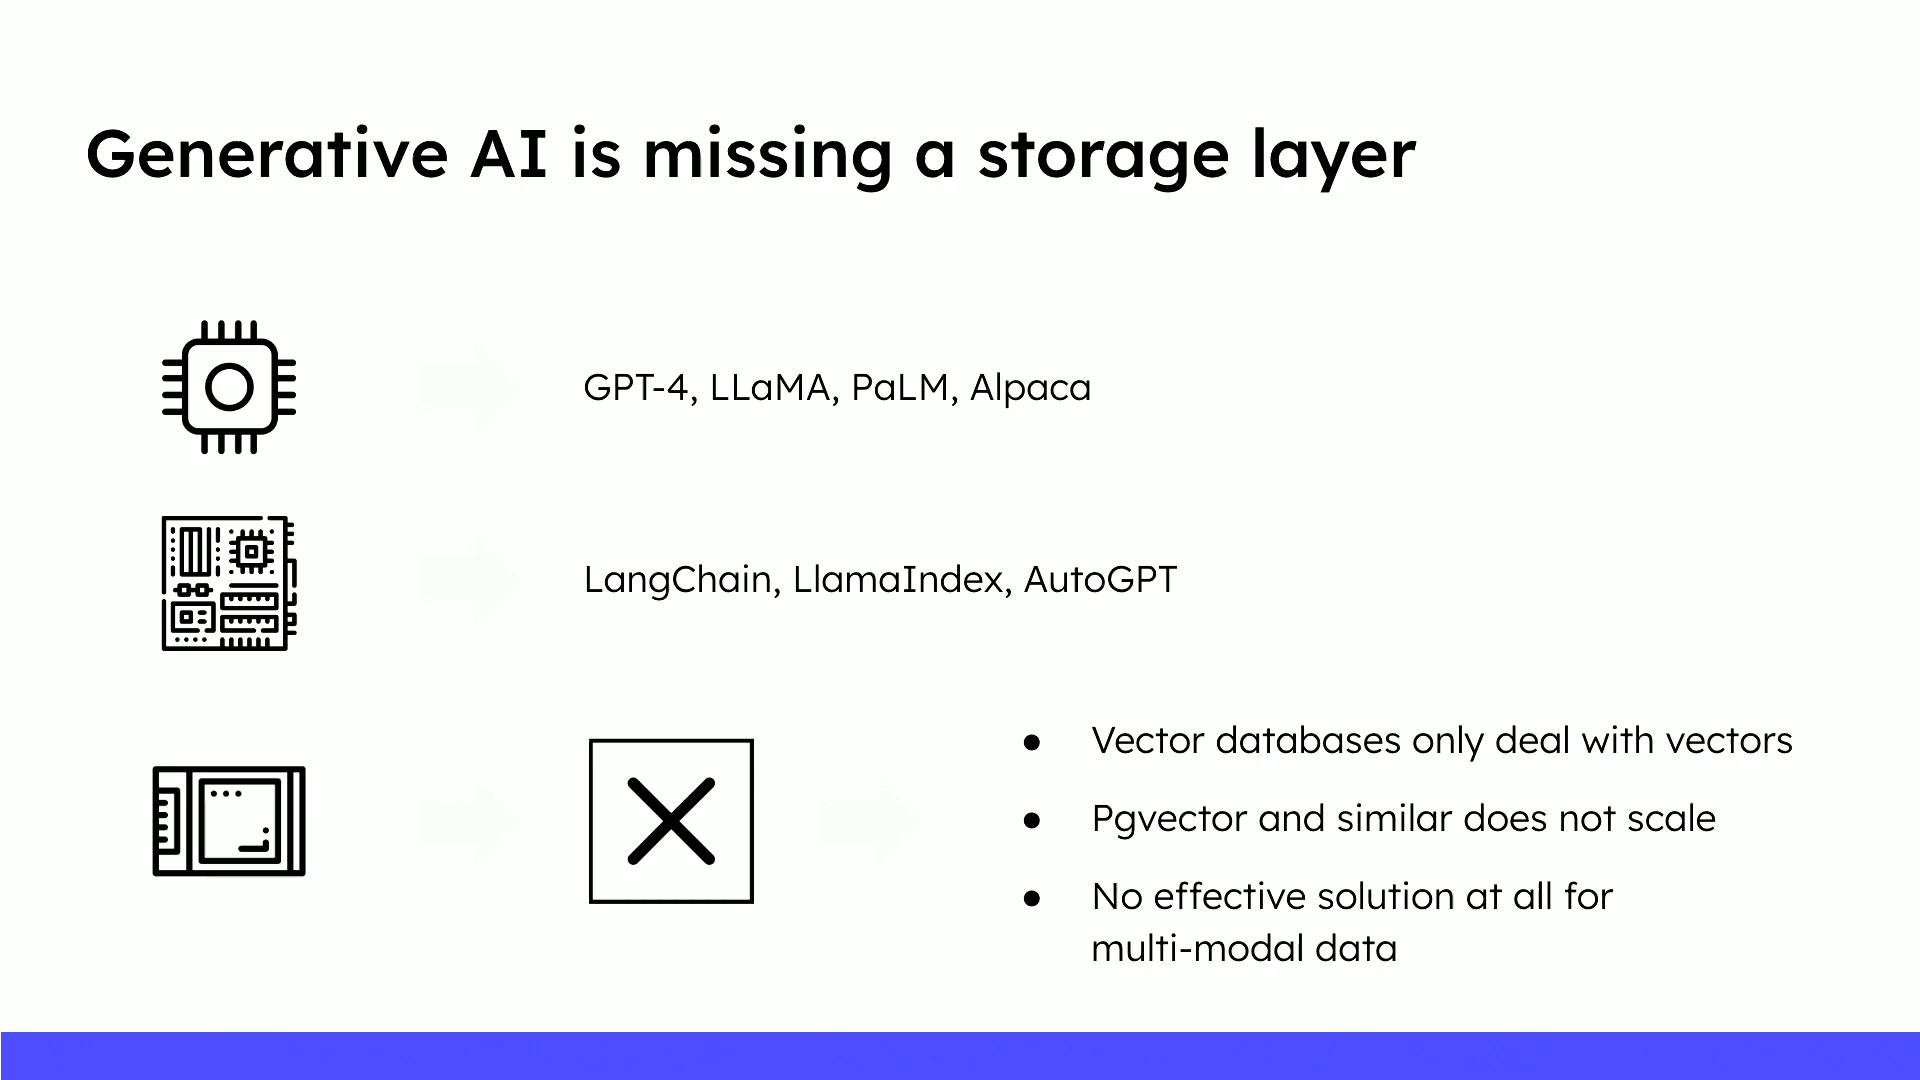 Generative AI is missing a storage layer
GPT-4, LLaMA, PaLM, Alpaca
LangChain, LlamaIndex, AutoGPT
● Vector databases only deal with vectors
● Pgvector and similar does not scale
● No effective solution at all for
multi-modal data